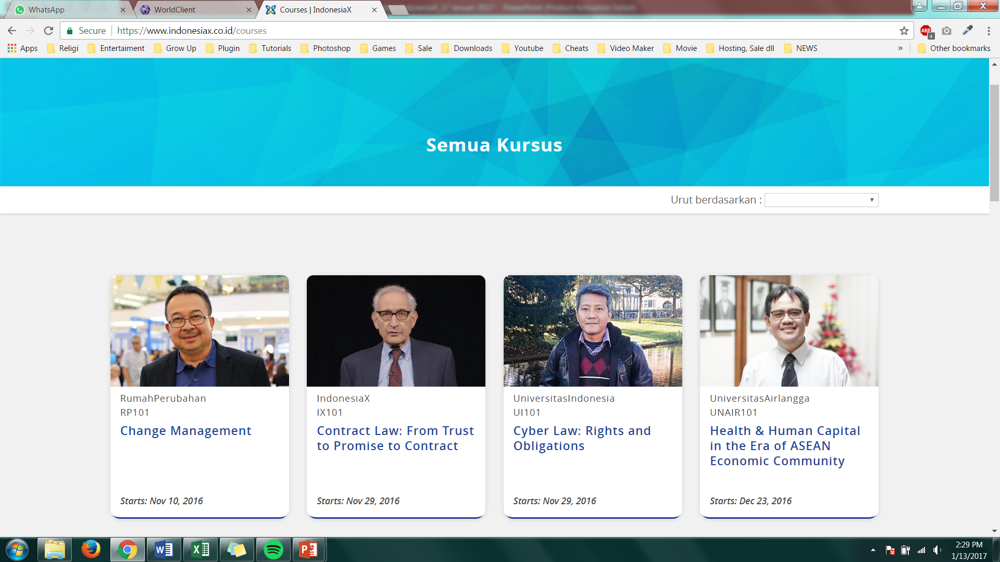 WhatsApp
WorldClient
Courses | IndonesiaX
Secure
https://www.indonesiax.co.id/courses
ABP
4
Apps
Religi
Entertaiment
Grow Up
Plugin
Tutorials
Photoshop
Games
Sale
Downloads
Youtube
Cheats
Video Maker
Movie
Hosting, Sale dll
NEWS
»
Other bookmarks
Semua Kursus
Urut berdasarkan :
RumahPerubahan
RP101
Change Management
Starts: Nov 10, 2016
IndonesiaX
IX101
Contract Law: From Trust
to Promise to Contract
Starts: Nov 29, 2016
UniversitasIndonesia
UI101
Cyber Law: Rights and
Obligations
Starts: Nov 29, 2016
UniversitasAirlangga
UNAIR101
Health & Human Capital
in the Era of ASEAN
Economic Community
Starts: Dec 23, 2016
2:29 PM
1/13/2017